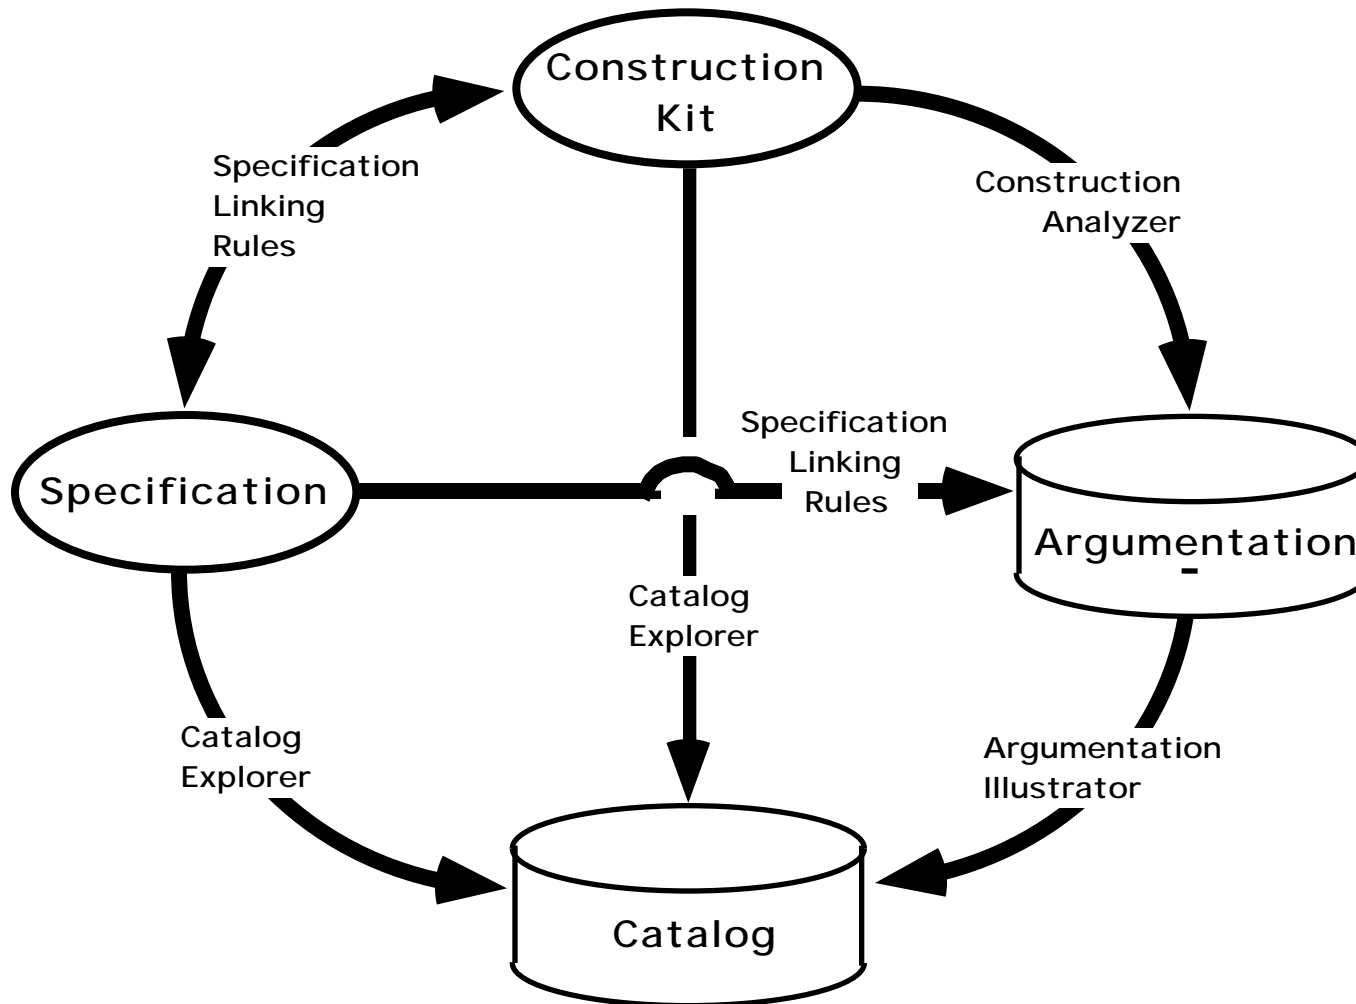 Construction
Kit
Specification
Linking
Rules
Construction
Analyzer
Specification
Linking
Rules
Specification
Argumentation
Catalog
Explorer
Catalog
Explorer
Argumentation
Illustrator
Catalog